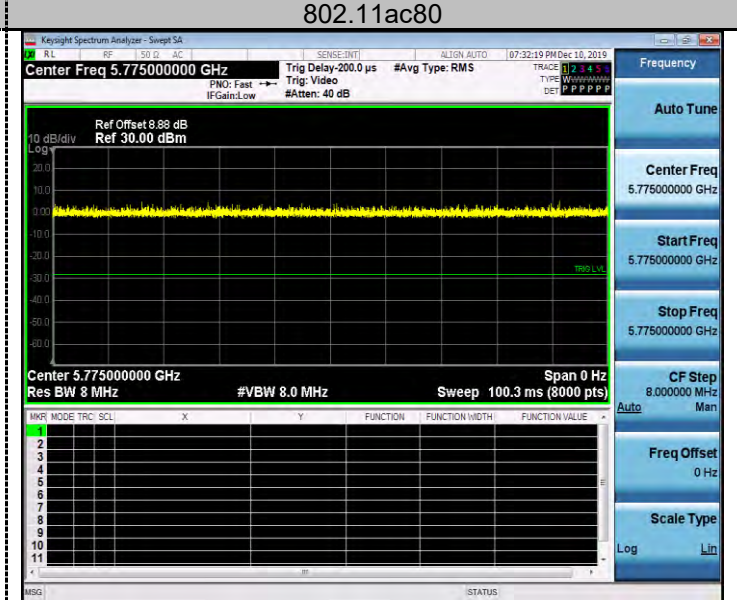 802.11ac80
Keysight Spectrum Analyzer - Swept SA
RL RF 50 Ω AC SENSE:INT ALIGN AUTO 07:32:19 PM Dec 10, 2019
Center Freq 5.775000000 GHz
PNO: Fast
IFGain:Low
Trig Delay-200.0 µs
Trig: Video
#Atten: 40 dB
#Avg Type: RMS
TRACE 1 2 3 4 5 6
TYPE
DET P P P P P P
Ref Offset 8.88 dB
10 dB/div Ref 30.00 dBm
Log
20.0
10.0
0.00
-10.0
-20.0
-30.0
-40.0
-50.0
-60.0
TRIG LVL
Center 5.775000000 GHz Span 0 Hz
Res BW 8 MHz #VBW 8.0 MHz Sweep 100.3 ms (8000 pts)
MKR MODE TRC SCL X Y FUNCTION FUNCTION WIDTH FUNCTION VALUE
1
2
3
4
5
6
7
8
9
10
11
MSG STATUS
Frequency
Auto Tune
Center Freq
5.775000000 GHz
Start Freq
5.775000000 GHz
Stop Freq
5.775000000 GHz
CF Step
8.000000 MHz
Auto Man
Freq Offset
0 Hz
Scale Type
Log Lin